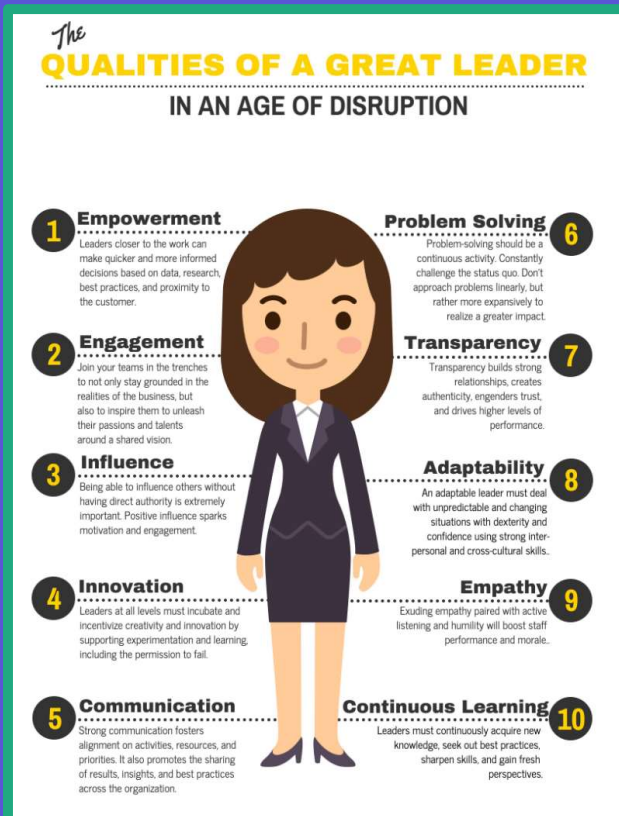 The
QUALITIES OF A GREAT LEADER
IN AN AGE OF DISRUPTION
1
Empowerment
Leaders closer to the work can
make quicker and more informed
decisions based on data, research,
best practices, and proximity to
the customer.
2
Engagement
Join your teams in the trenches
to not only stay grounded in the
realities of the business, but
also to inspire them to unleash
their passions and talents
around a shared vision.
3
Influence
Being able to influence others without
having direct authority is extremely
important. Positive influence sparks
motivation and engagement.
4
Innovation
Leaders at all levels must incubate and
incentivize creativity and innovation by
supporting experimentation and learning,
including the permission to fail.
5
Communication
Strong communication fosters
alignment on activities, resources, and
priorities. It also promotes the sharing
of results, insights, and best practices
across the organization.
Problem Solving
6
Problem-solving should be a
continuous activity. Constantly
challenge the status quo. Don't
approach problems linearly, but
rather more expansively to
realize a greater impact.
Transparency
7
Transparency builds strong
relationships, creates
authenticity, engenders trust,
and drives higher levels of
performance.
Adaptability
8
An adaptable leader must deal
with unpredictable and changing
situations with dexterity and
confidence using strong inter-
personal and cross-cultural skills..
Empathy
9
Exuding empathy paired with active
listening and humility will boost staff
performance and morale..
Continuous Learning
10
Leaders must continuously acquire new
knowledge, seek out best practices,
sharpen skills, and gain fresh
perspectives.